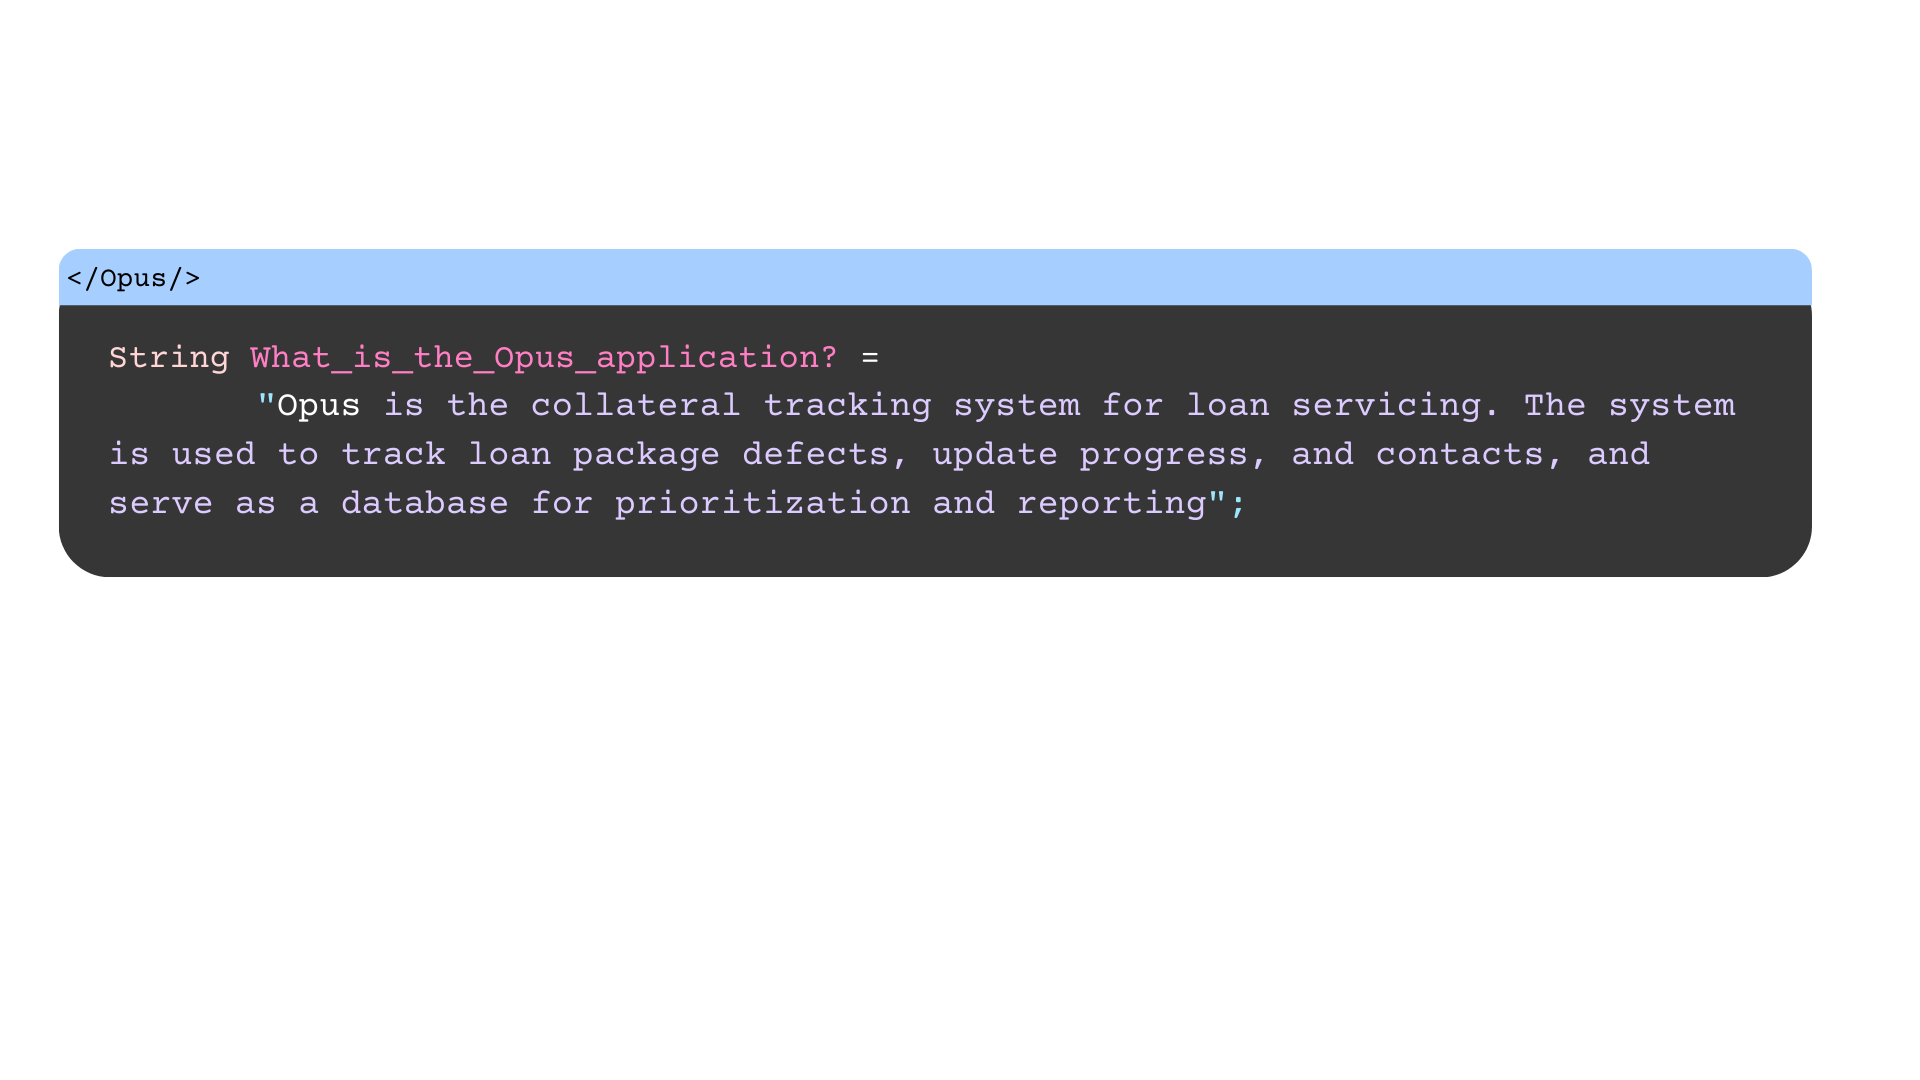 </Opus/>
String What_is_the_Opus_application? =
"Opus is the collateral tracking system for loan servicing. The system
is used to track loan package defects, update progress, and contacts, and
serve as a database for prioritization and reporting";